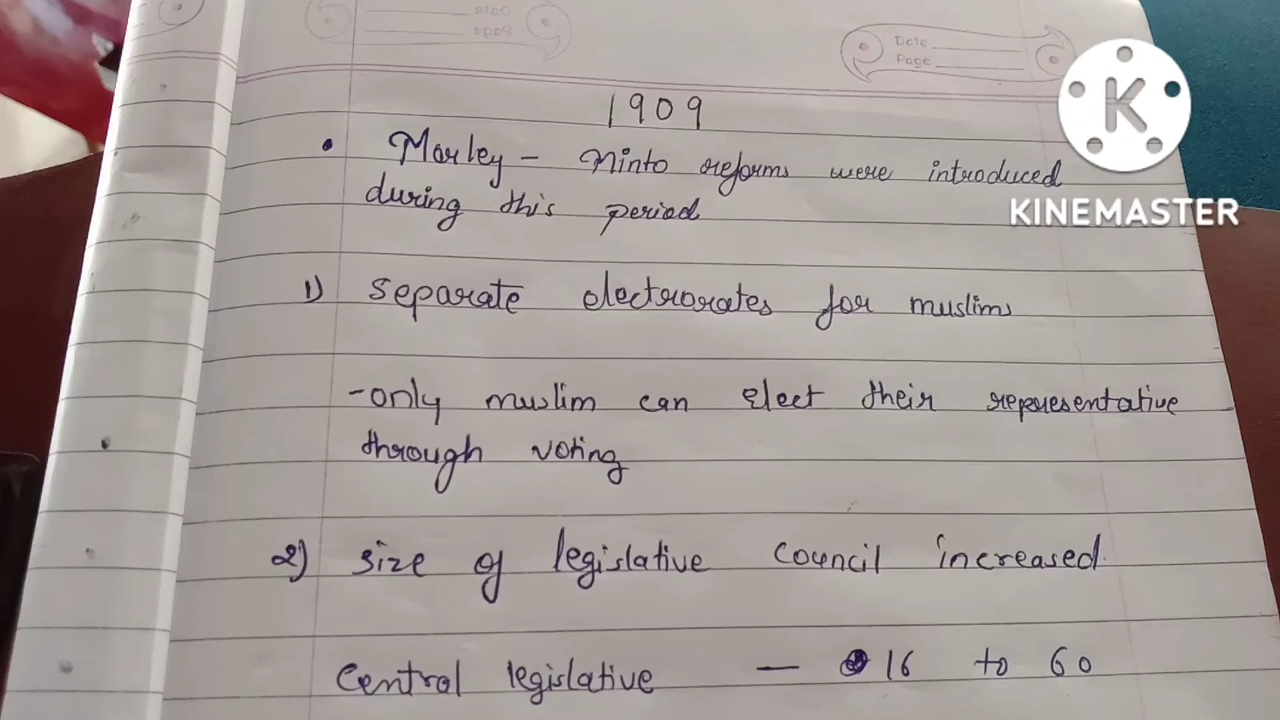 Date
Page
1909
• Morley - Minto reforms were introduced
during this period
1) Separate electrorates for muslims
-only muslim can elect their representative
through voting
2) size of legislative council increased.
Central legislative — 16 to 60
K
KINEMASTER